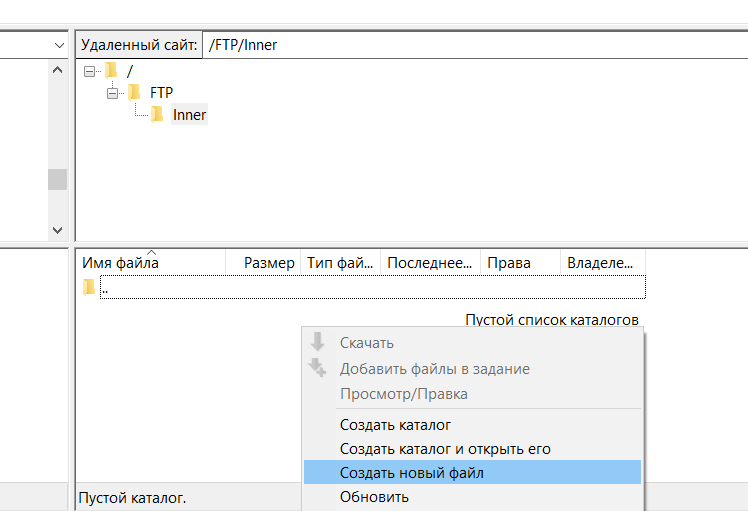 Удаленный сайт: /FTP/Inner
/
FTP
Inner
Имя файла Размер Тип фай... Последнее... Права Владеле...
..
Пустой список каталогов
Скачать
Добавить файлы в задание
Просмотр/Правка
Создать каталог
Создать каталог и открыть его
Создать новый файл
Обновить
Пустой каталог.